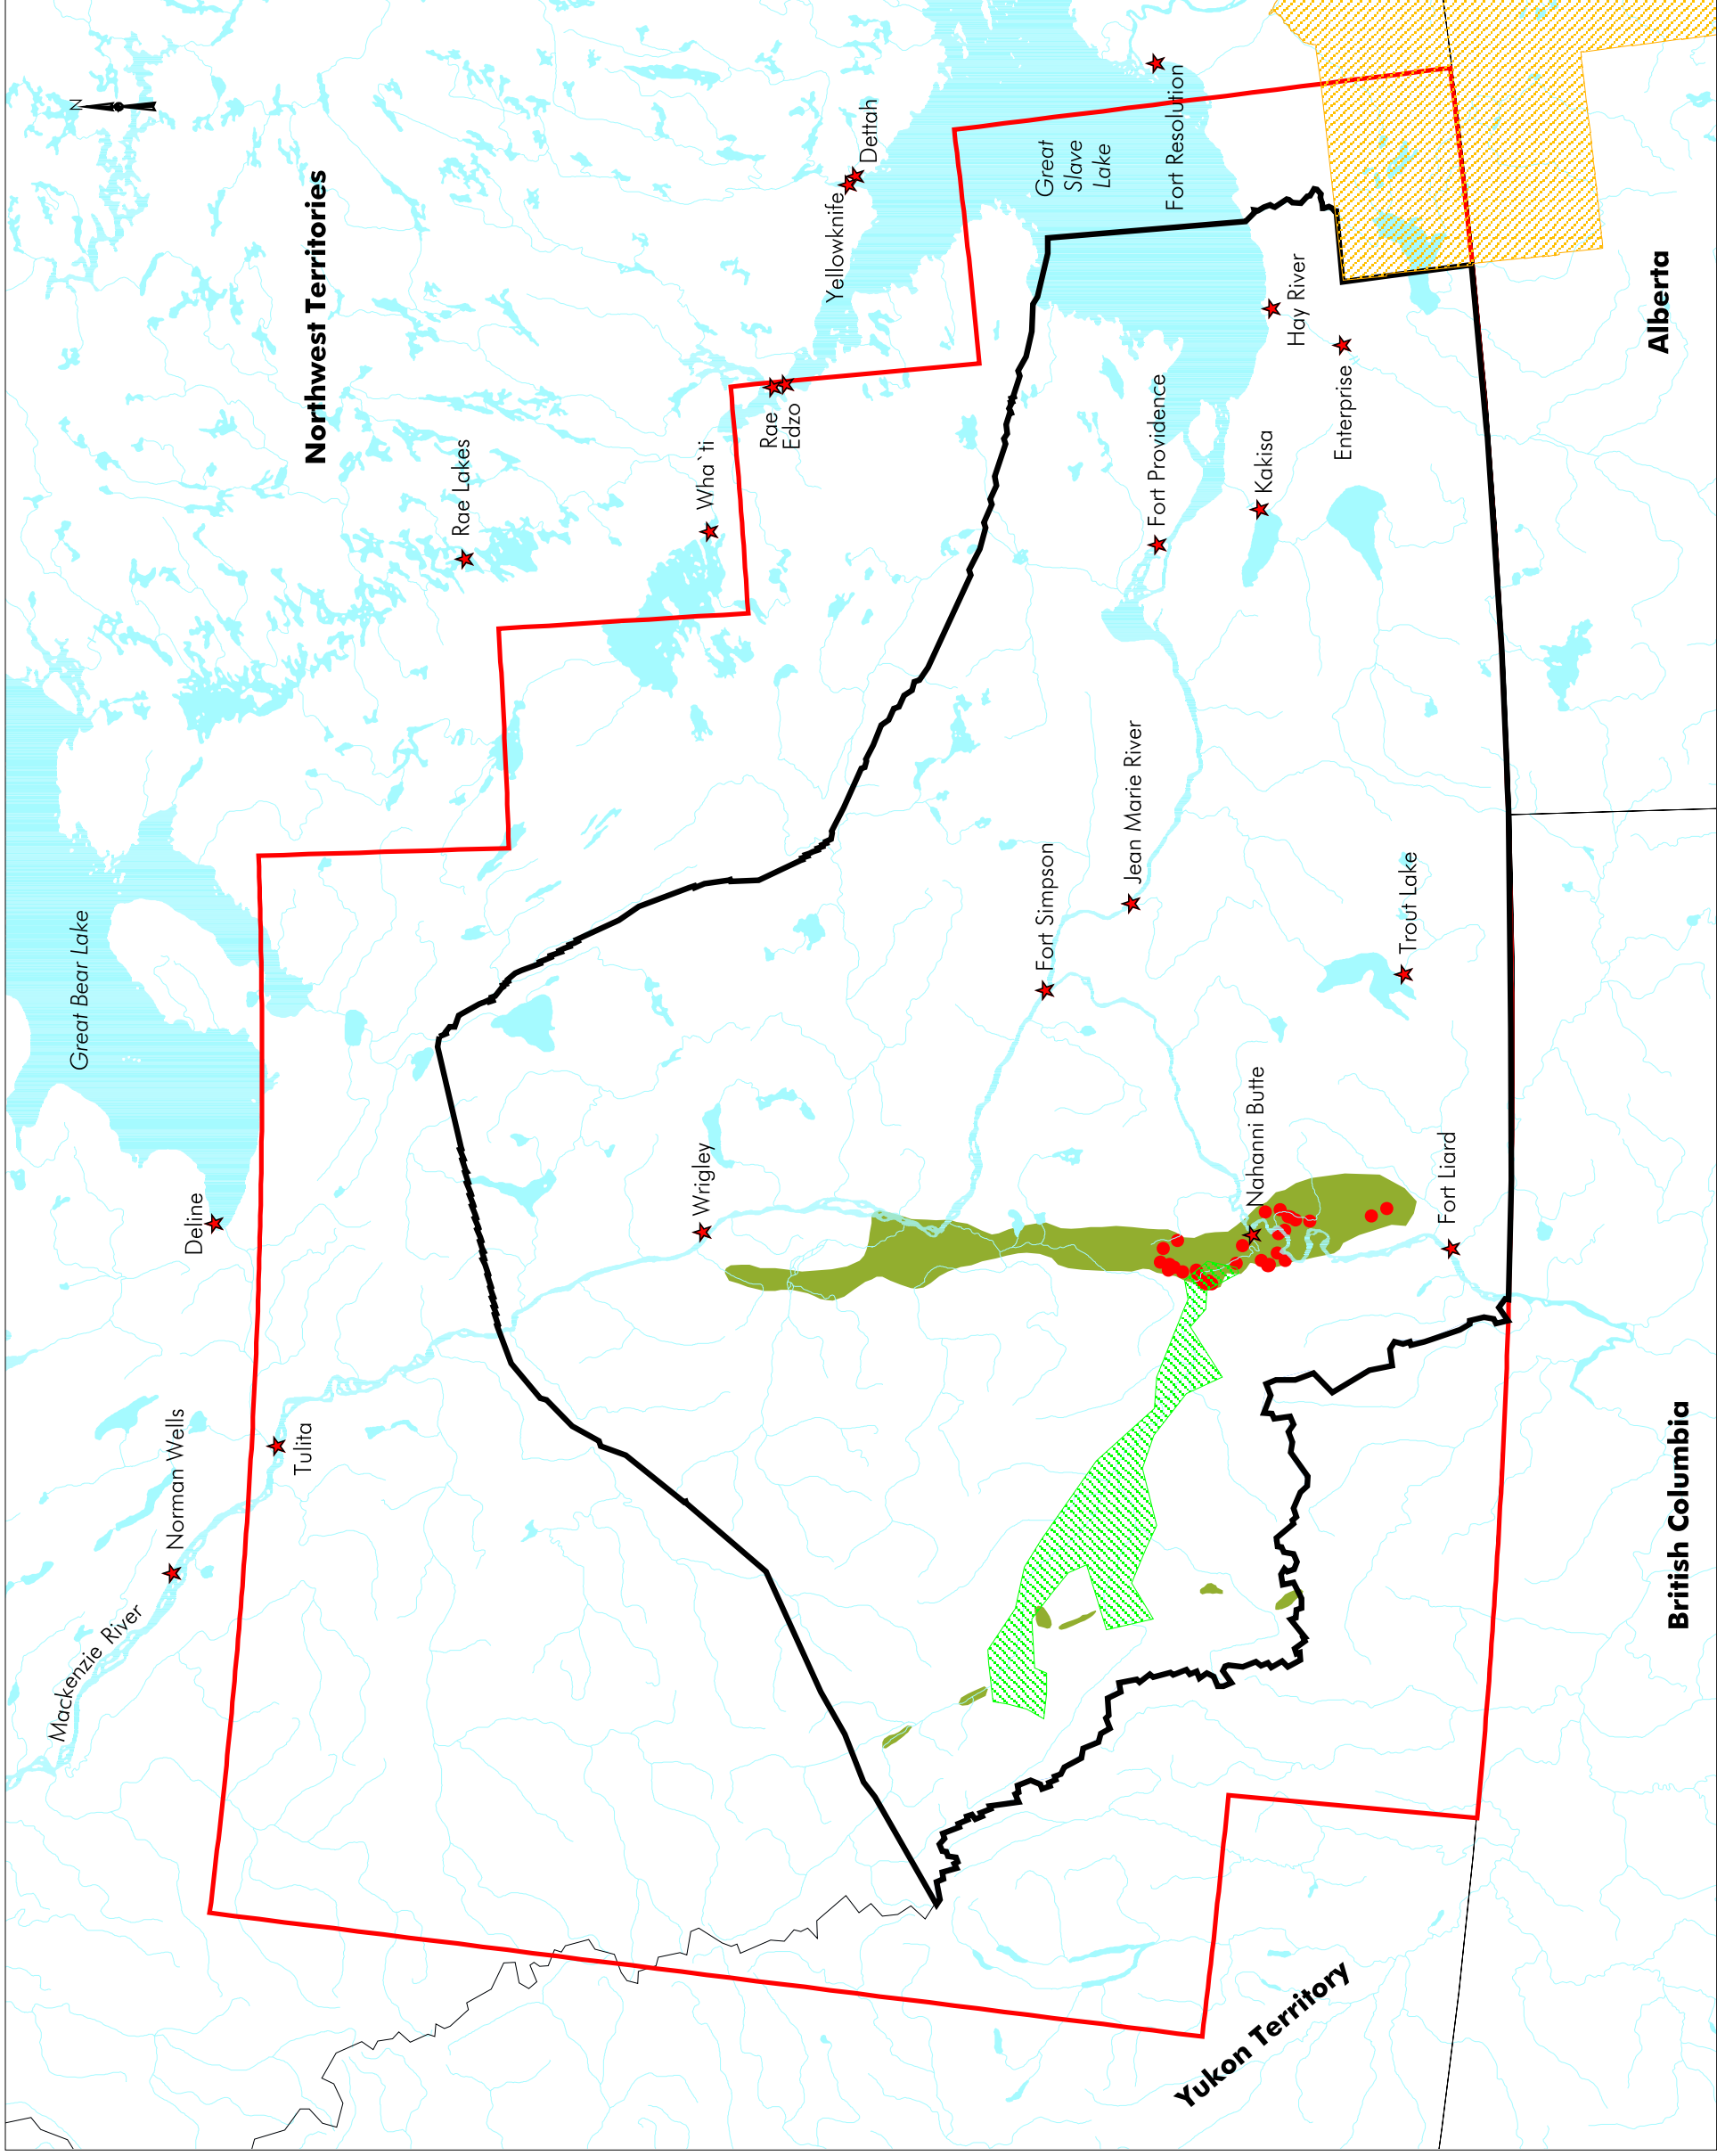 N
Great Bear Lake
Mackenzie River
Norman Wells
Deline
Tulita
Northwest Territories
Rae Lakes
Wha`ti
Rae
Edzo
Yellowknife
Dettah
Wrigley
Great
Slave
Lake
Fort Resolution
Fort Simpson
Jean Marie River
Fort Providence
Hay River
Kakisa
Enterprise
Nahanni Butte
Trout Lake
Fort Liard
Yukon Territory
British Columbia
Alberta